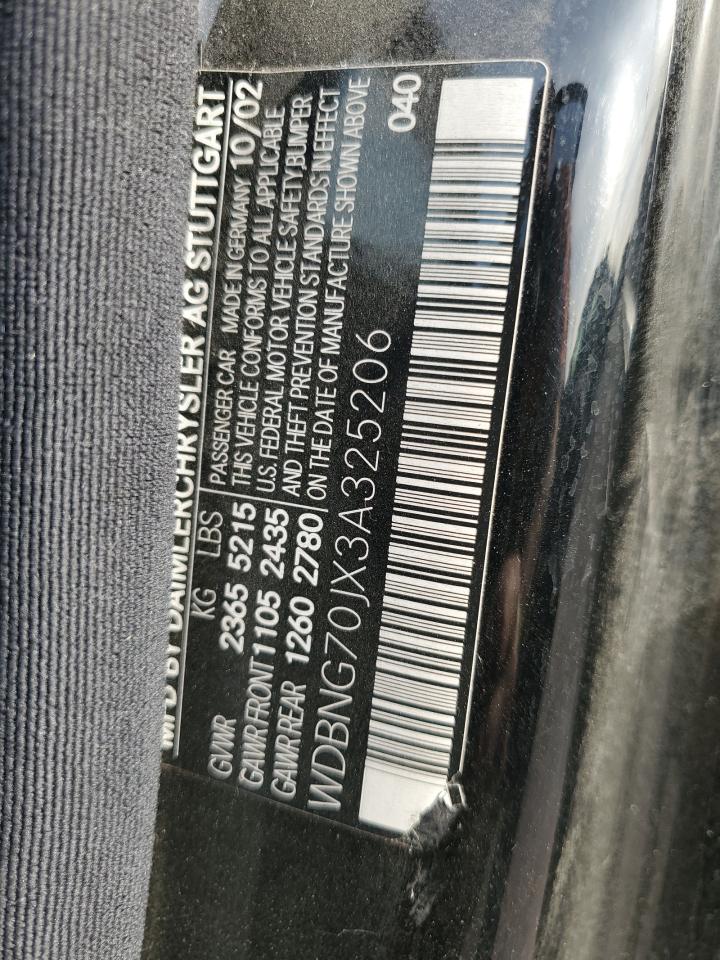 MFD BY DAIMLERCHRYSLER AG STUTTGART
KG LBS
GVWR 2365 5215
GAWR FRONT 1105 2435
GAWR REAR 1260 2780
PASSENGER CAR MADE IN GERMANY 10/02
THIS VEHICLE CONFORMS TO ALL APPLICABLE
U.S. FEDERAL MOTOR VEHICLE SAFETY, BUMPER
AND THEFT PREVENTION STANDARDS IN EFFECT
ON THE DATE OF MANUFACTURE SHOWN ABOVE
WDBNG70JX3A325206
040